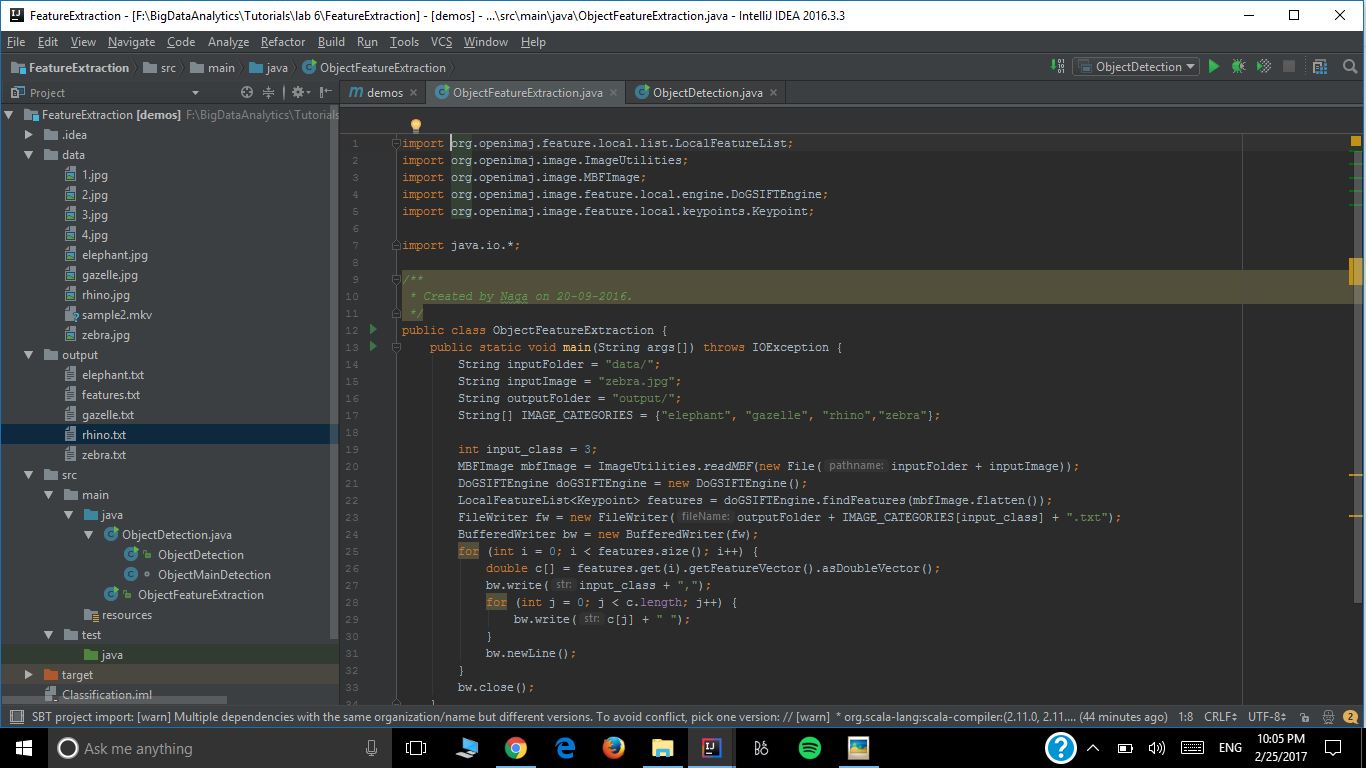 FeatureExtraction - [F:\BigDataAnalytics\Tutorials\lab 6\FeatureExtraction] - [demos] - ...\src\main\java\ObjectFeatureExtraction.java - IntelliJ IDEA 2016.3.3
File Edit View Navigate Code Analyze Refactor Build Run Tools VCS Window Help
FeatureExtraction src main java ObjectFeatureExtraction ObjectDetection
Project
demos ObjectFeatureExtraction.java ObjectDetection.java
FeatureExtraction [demos] F:\BigDataAnalytics\Tutorials
.idea
data
1.jpg
2.jpg
3.jpg
4.jpg
elephant.jpg
gazelle.jpg
rhino.jpg
sample2.mkv
zebra.jpg
output
elephant.txt
features.txt
gazelle.txt
rhino.txt
zebra.txt
src
main
java
ObjectDetection.java
ObjectDetection
ObjectMainDetection
ObjectFeatureExtraction
resources
test
java
target
Classification.iml
1 import org.openimaj.feature.local.list.LocalFeatureList;
2 import org.openimaj.image.ImageUtilities;
3 import org.openimaj.image.MBFImage;
4 import org.openimaj.image.feature.local.engine.DoGSIFTEngine;
5 import org.openimaj.image.feature.local.keypoints.Keypoint;
6
7 import java.io.*;
8
9 /**
10 * Created by Naga on 20-09-2016.
11 */
12 public class ObjectFeatureExtraction {
13 public static void main(String args[]) throws IOException {
14 String inputFolder = "data/";
15 String inputImage = "zebra.jpg";
16 String outputFolder = "output/";
17 String[] IMAGE_CATEGORIES = {"elephant", "gazelle", "rhino","zebra"};
18
19 int input_class = 3;
20 MBFImage mbfImage = ImageUtilities.readMBF(new File( pathname: inputFolder + inputImage));
21 DoGSIFTEngine doGSIFTEngine = new DoGSIFTEngine();
22 LocalFeatureList<Keypoint> features = doGSIFTEngine.findFeatures(mbfImage.flatten());
23 FileWriter fw = new FileWriter( fileName: outputFolder + IMAGE_CATEGORIES[input_class] + ".txt");
24 BufferedWriter bw = new BufferedWriter(fw);
25 for (int i = 0; i < features.size(); i++) {
26 double c[] = features.get(i).getFeatureVector().asDoubleVector();
27 bw.write( str: input_class + ",");
28 for (int j = 0; j < c.length; j++) {
29 bw.write( str: c[j] + " ");
30 }
31 bw.newLine();
32 }
33 bw.close();
34 }
SBT project import: [warn] Multiple dependencies with the same organization/name but different versions. To avoid conflict, pick one version: // [warn] * org.scala-lang:scala-compiler:(2.11.0, 2.11.... (44 minutes ago) 1:8 CRLF UTF-8 2
Ask me anything
ENG
10:05 PM
2/25/2017